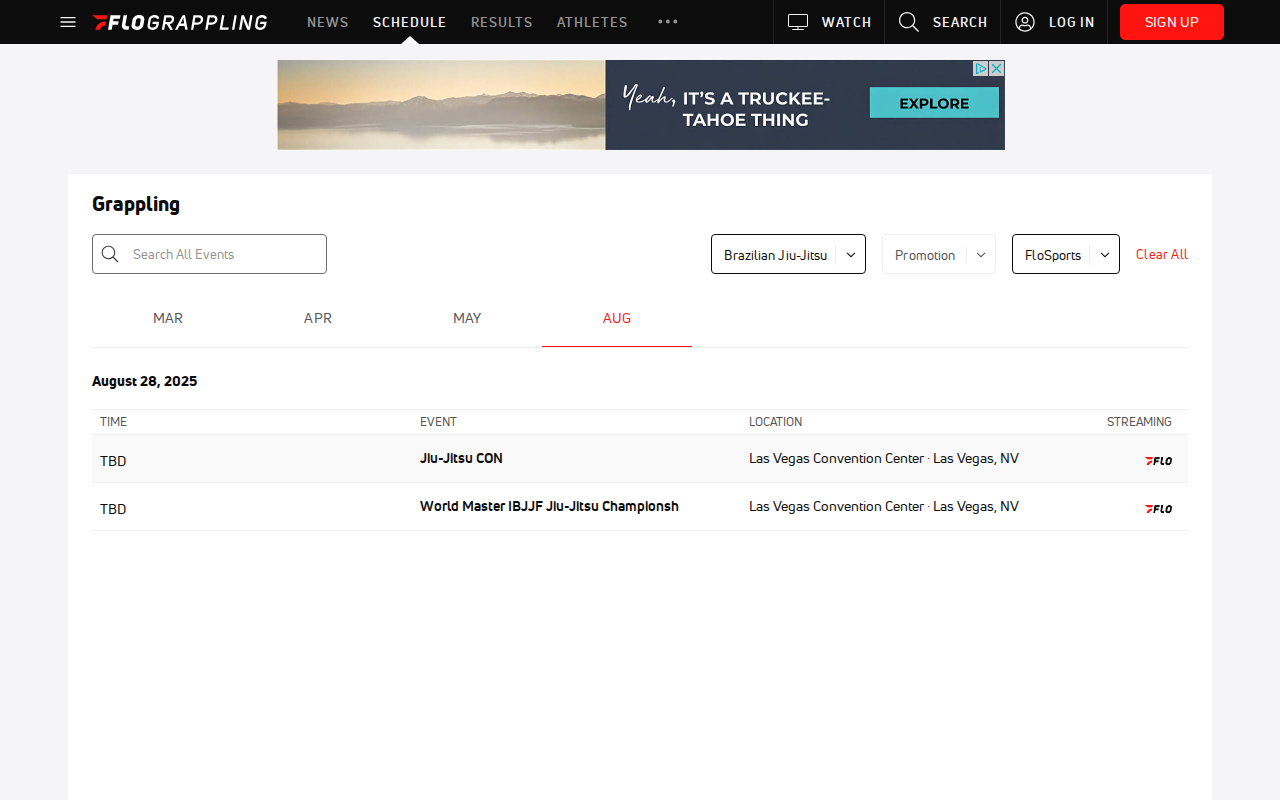 FLOGRAPPLING
NEWS
SCHEDULE
RESULTS
ATHLETES
WATCH
SEARCH
LOG IN
SIGN UP
Yeah, IT'S A TRUCKEE-
TAHOE THING
EXPLORE
Grappling
Search All Events
Brazilian Jiu-Jitsu
Promotion
FloSports
Clear All
MAR
APR
MAY
AUG
August 28, 2025
TIME EVENT LOCATION STREAMING
TBD Jiu-Jitsu CON Las Vegas Convention Center · Las Vegas, NV FLO
TBD World Master IBJJF Jiu-Jitsu Championsh Las Vegas Convention Center · Las Vegas, NV FLO